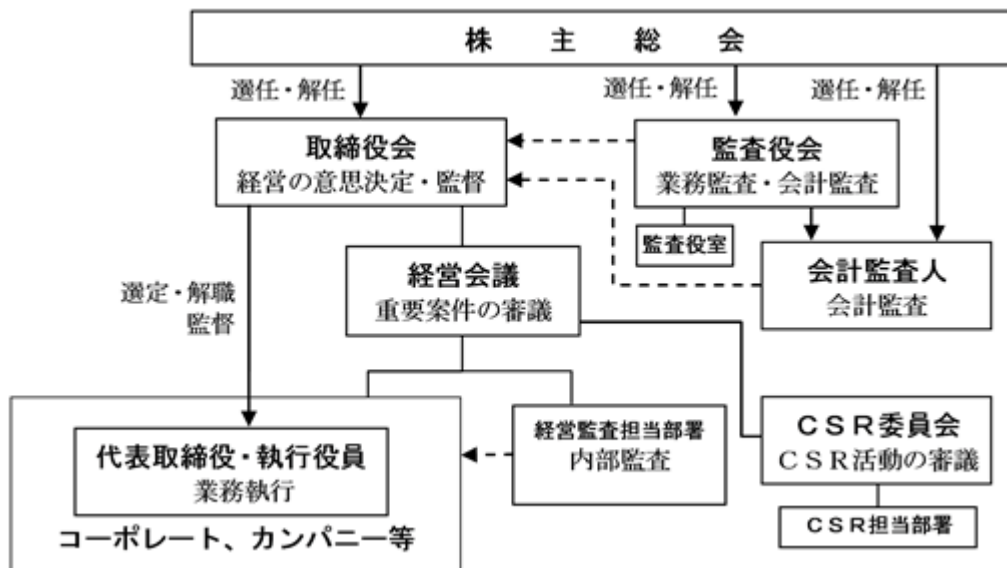 株主総会
選任・解任
選任・解任
選任・解任
取締役会
経営の意思決定・監督
監査役会
業務監査・会計監査
監査役室
会計監査人
会計監査
経営会議
重要案件の審議
選定・解職
監督
代表取締役・執行役員
業務執行
コーポレート、カンパニー等
経営監査担当部署
内部監査
CSR委員会
CSR活動の審議
CSR担当部署